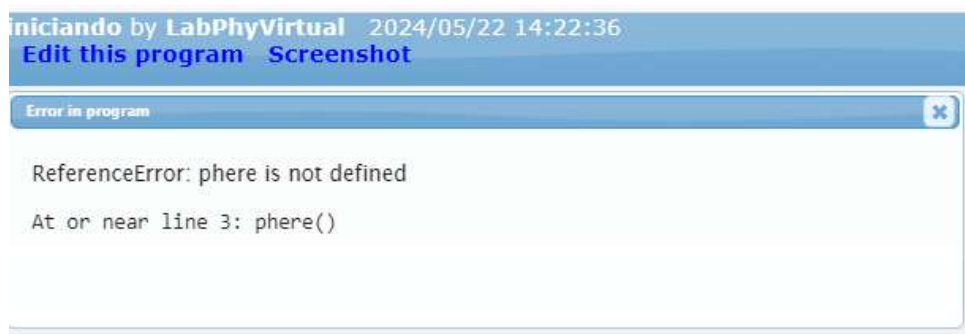 iniciando by LabPhyVirtual 2024/05/22 14:22:36
Edit this program Screenshot
Error in program
ReferenceError: phere is not defined
At or near line 3: phere()